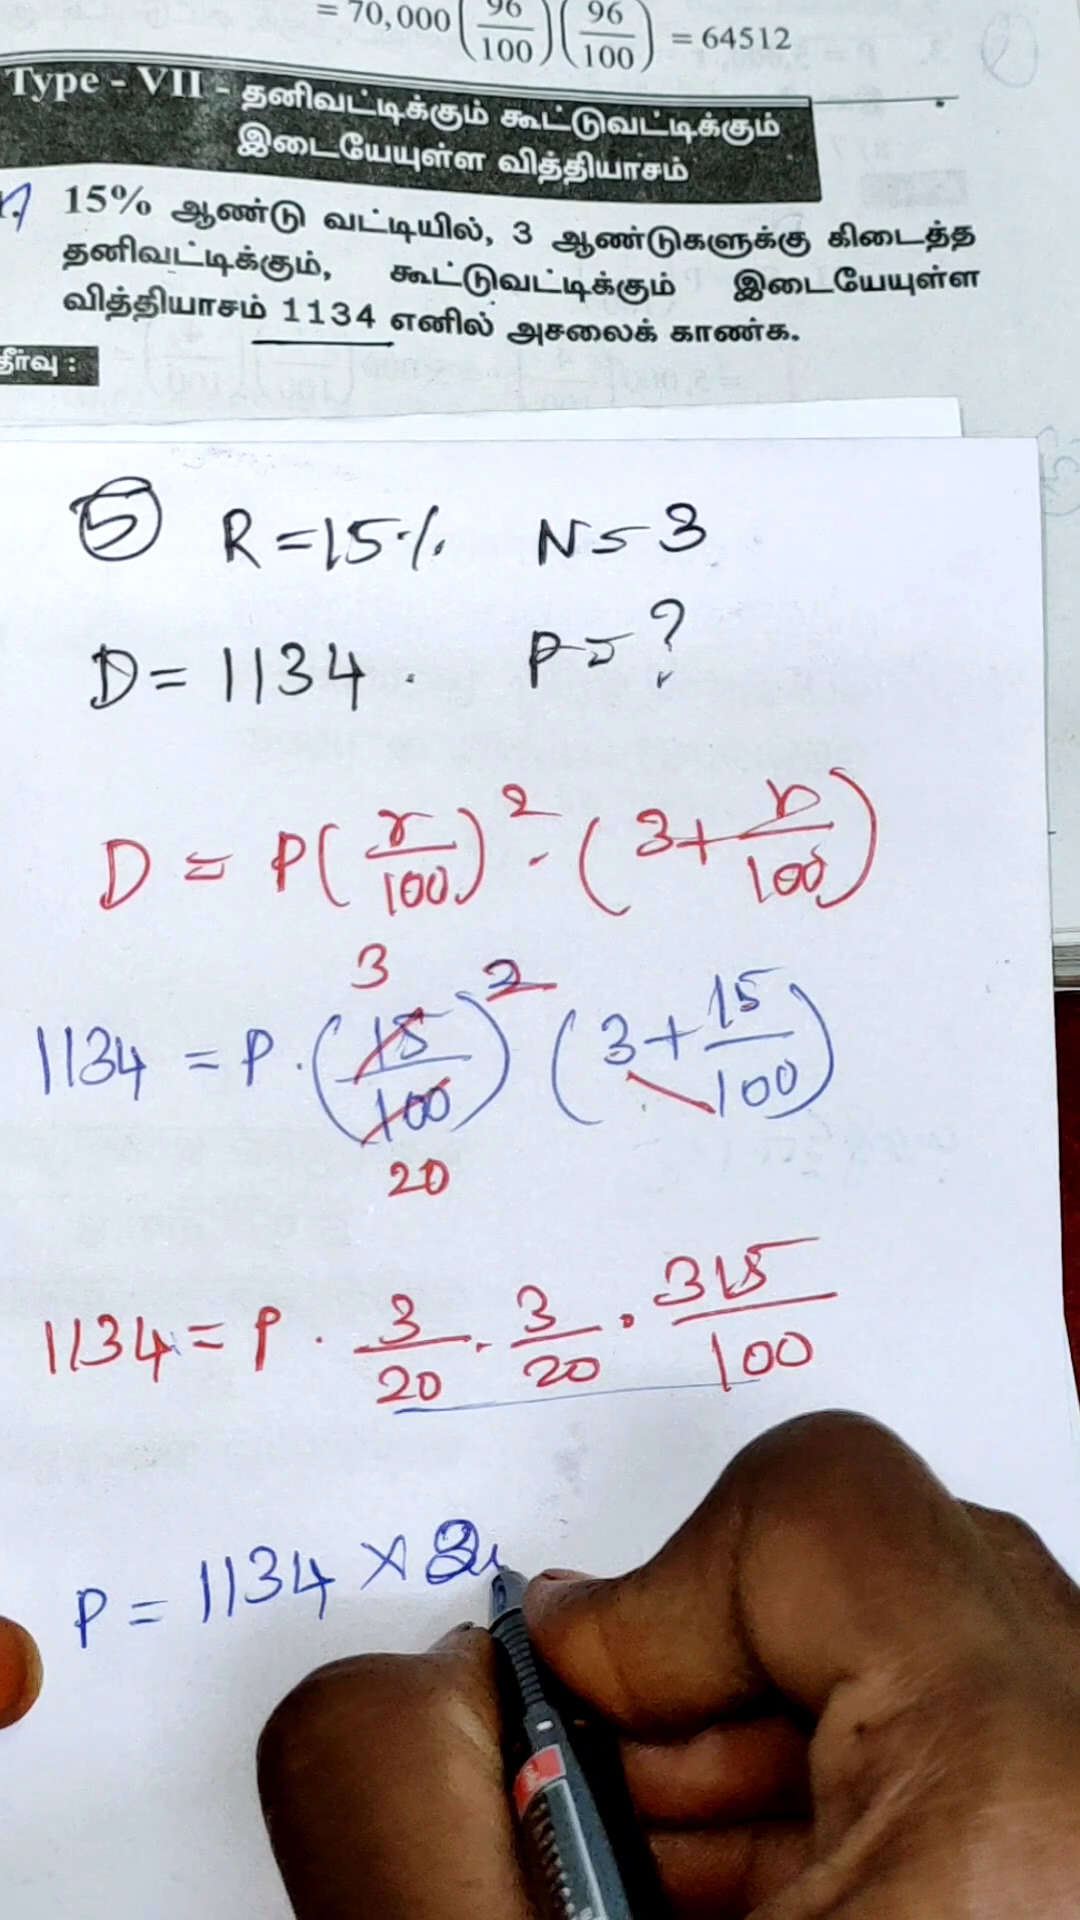 = 70,000 (96/100)(96/100) = 64512
Type - VII - தனிவட்டிக்கும் கூட்டுவட்டிக்கும்
இடையேயுள்ள வித்தியாசம்
15% ஆண்டு வட்டியில், 3 ஆண்டுகளுக்கு கிடைத்த
தனிவட்டிக்கும், கூட்டுவட்டிக்கும் இடையேயுள்ள
வித்தியாசம் 1134 எனில் அசலைக் காண்க.
தீர்வு :
5 R = 15% N = 3
D = 1134. P = ?
D = P(r/100)² . (3 + r/100)
3
1134 = P . (15/100)² (3 + 15/100)
20
1134 = P . 3/20 . 3/20 . 315/100
P = 1134 ×